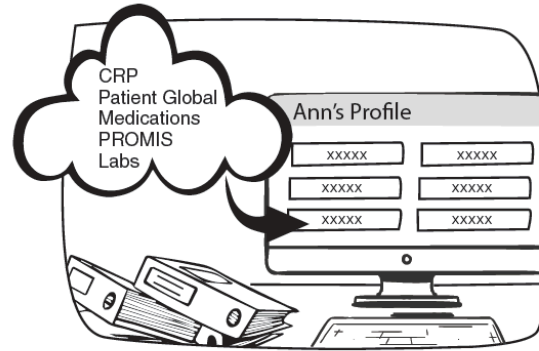 CRP
Patient Global
Medications
PROMIS
Labs
Ann's Profile
xxxxx xxxxx
xxxxx xxxxx
xxxxx xxxxx